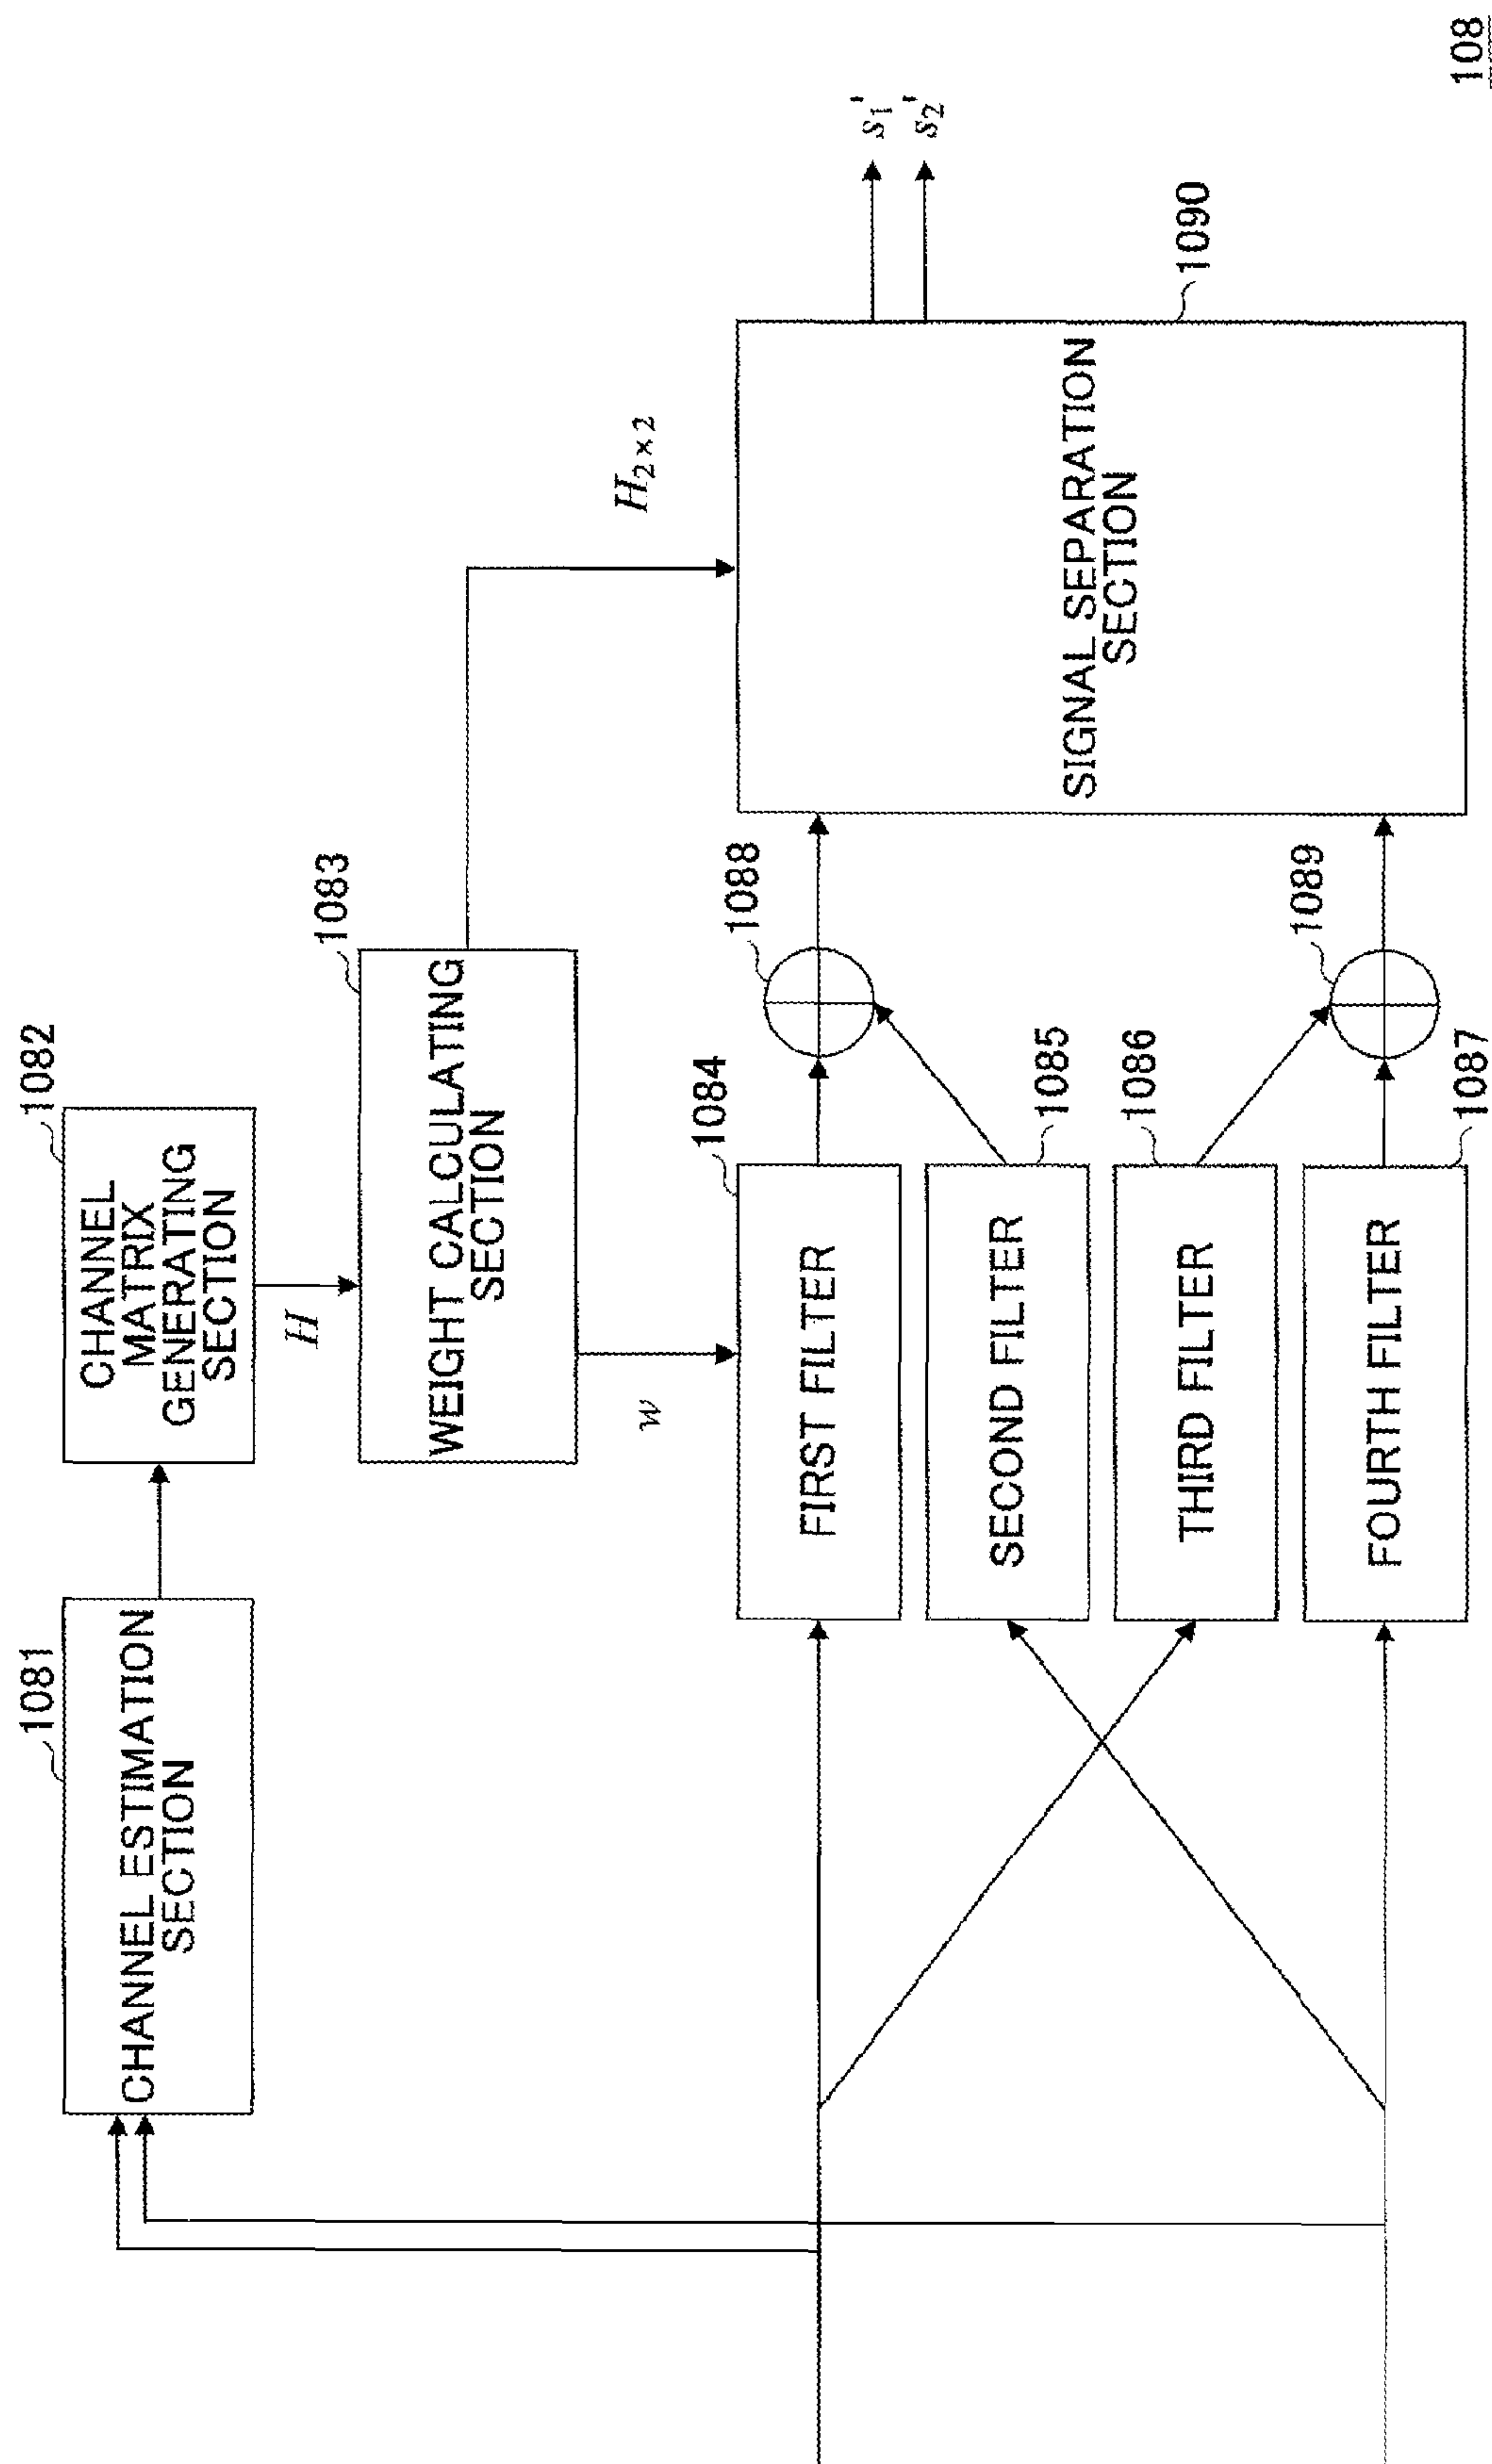 1081
CHANNEL ESTIMATION
SECTION
1082
CHANNEL
MATRIX
GENERATING
SECTION
H
1083
WEIGHT CALCULATING
SECTION
w
H2×2
1084
FIRST FILTER
1085
SECOND FILTER
1086
THIRD FILTER
1087
FOURTH FILTER
1088
1089
SIGNAL SEPARATION
SECTION
1090
s1'
s2'
108